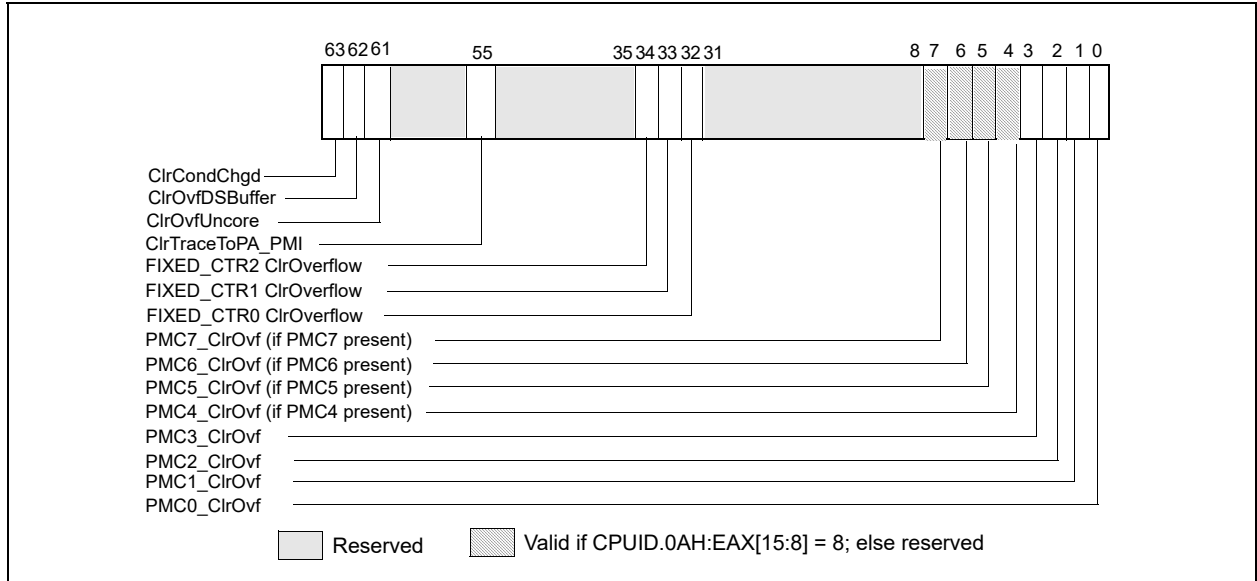 63 62 61 55 35 34 33 32 31 8 7 6 5 4 3 2 1 0
ClrCondChgd
ClrOvfDSBuffer
ClrOvfUncore
ClrTraceToPA_PMI
FIXED_CTR2 ClrOverflow
FIXED_CTR1 ClrOverflow
FIXED_CTR0 ClrOverflow
PMC7_ClrOvf (if PMC7 present)
PMC6_ClrOvf (if PMC6 present)
PMC5_ClrOvf (if PMC5 present)
PMC4_ClrOvf (if PMC4 present)
PMC3_ClrOvf
PMC2_ClrOvf
PMC1_ClrOvf
PMC0_ClrOvf
Reserved
Valid if CPUID.0AH:EAX[15:8] = 8; else reserved